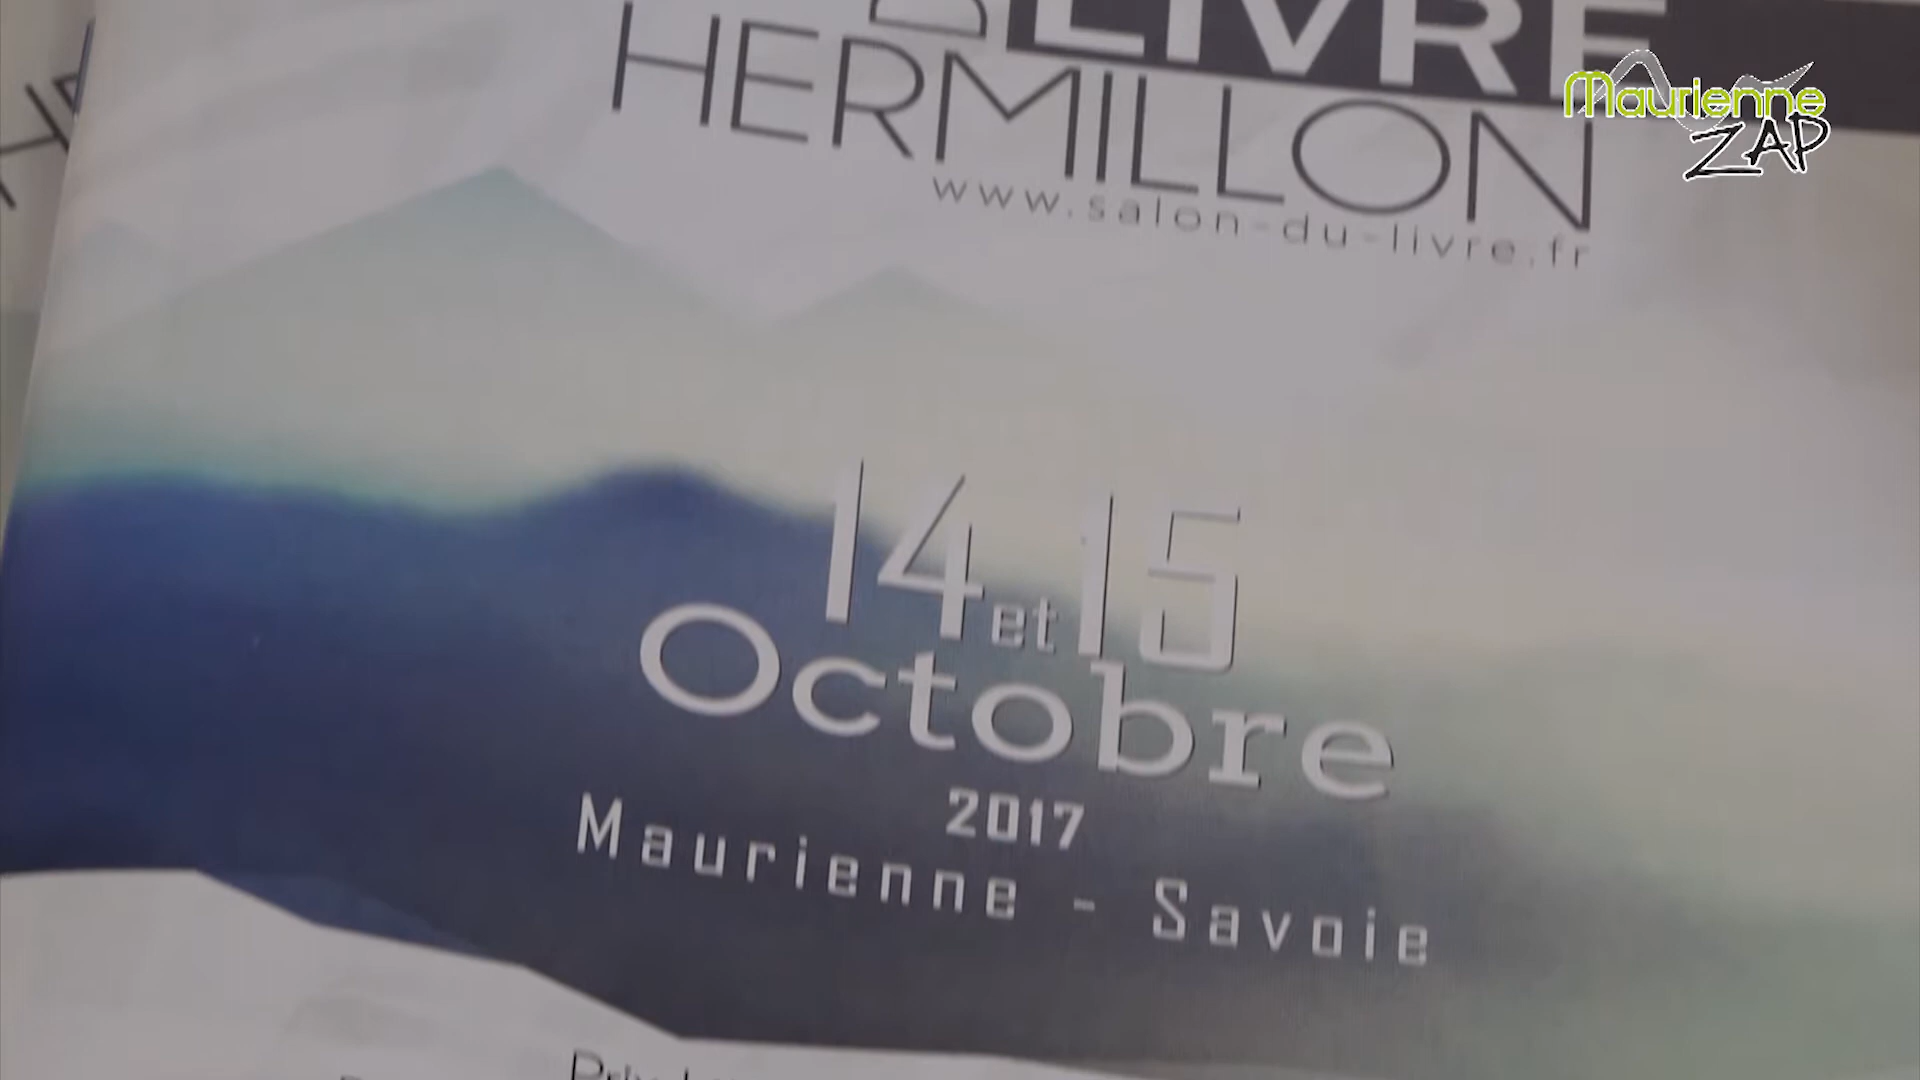 LIVRE
HERMILLON
www.salon-du-livre.fr
14 et 15
Octobre
2017
Maurienne - Savoie
Maurienne
ZAP